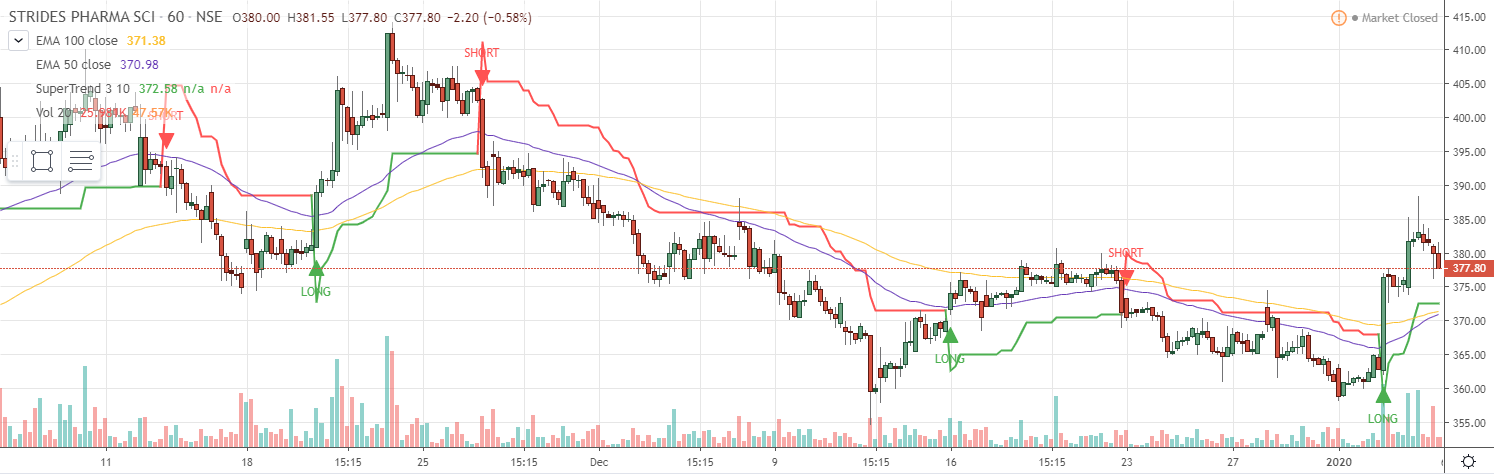 STRIDES PHARMA SCI · 60 · NSE O380.00 H381.55 L377.80 C377.80 −2.20 (−0.58%)
Market Closed
EMA 100 close 371.38
EMA 50 close 370.98
SuperTrend 3 10 372.58 n/a n/a
Vol 20 25.981K 47.57K
SHORT
SHORT
LONG
LONG
SHORT
LONG
415.00
410.00
405.00
400.00
395.00
390.00
385.00
380.00
377.80
375.00
370.00
365.00
360.00
355.00
11
18
15:15
25
15:15
Dec
15:15
9
15:15
16
15:15
23
27
2020